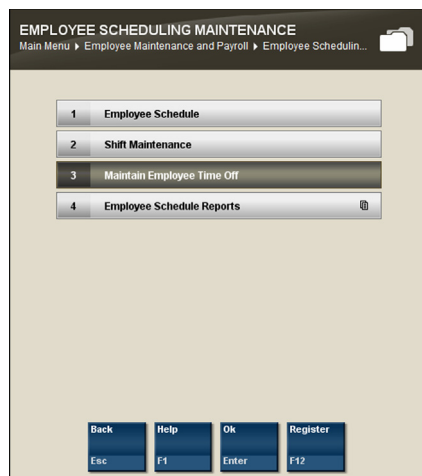 EMPLOYEE SCHEDULING MAINTENANCE
Main Menu ▸ Employee Maintenance and Payroll ▸ Employee Schedulin...
1 Employee Schedule
2 Shift Maintenance
3 Maintain Employee Time Off
4 Employee Schedule Reports
Back Help Ok Register
Esc F1 Enter F12